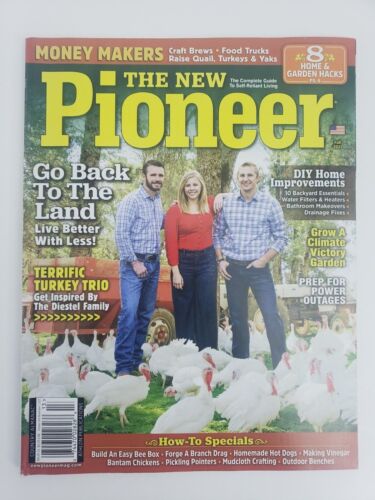 MONEY MAKERS
Craft Brews • Food Trucks
Raise Quail, Turkeys & Yaks
8
HOME &
GARDEN HACKS
THE NEW
The Complete Guide
To Self-Reliant Living
Pioneer
Go Back
To The
Land
Live Better
With Less!
TERRIFIC
TURKEY TRIO
Get Inspired By
The Diestel Family
>>>>>>>>>>
DIY Home
Improvements
10 Backyard Essentials •
Water Filters & Heaters •
Bathroom Makeovers •
Drainage Fixes •
Grow A
Climate
Victory
Garden
PREP FOR
POWER
OUTAGES
COUNTRY ALMANAC
newpioneermag.com
How-To Specials
Build An Easy Bee Box • Forge A Branch Drag • Homemade Hot Dogs • Making Vinegar
Bantam Chickens • Pickling Pointers • Mudcloth Crafting • Outdoor Benches